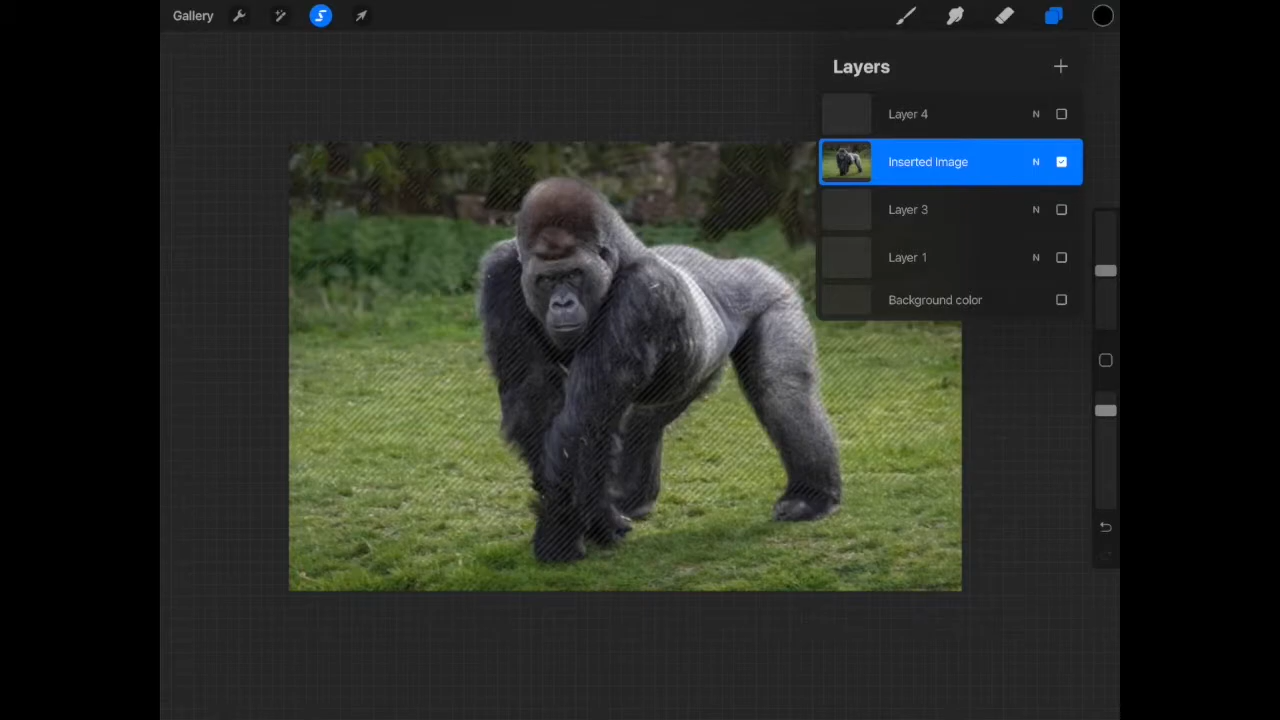 Gallery
Layers
Layer 4 N
Inserted Image N
Layer 3 N
Layer 1 N
Background color